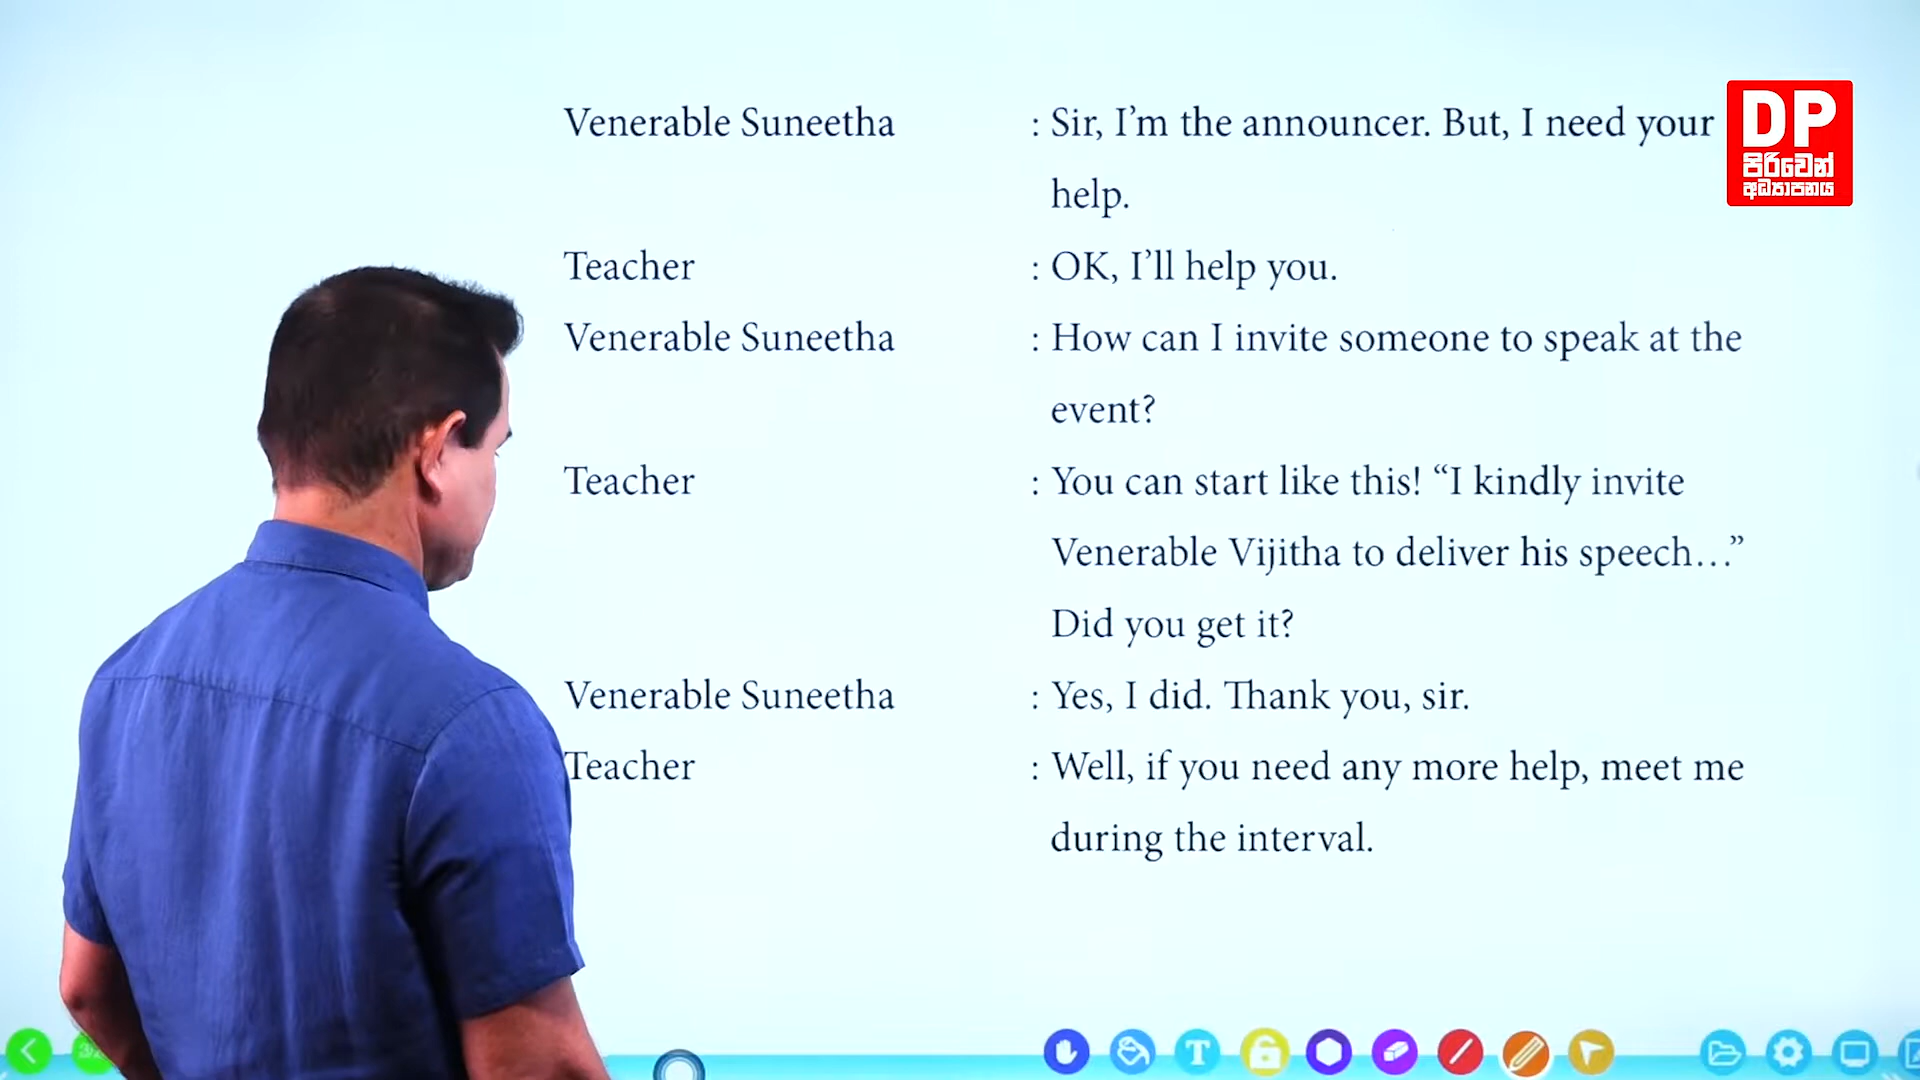 Venerable Suneetha : Sir, I’m the announcer. But, I need your
help.
Teacher : OK, I’ll help you.
Venerable Suneetha : How can I invite someone to speak at the
event?
Teacher : You can start like this! “I kindly invite
Venerable Vijitha to deliver his speech…”
Did you get it?
Venerable Suneetha : Yes, I did. Thank you, sir.
Teacher : Well, if you need any more help, meet me
during the interval.
DP
පිරිවෙන්
අධ්‍යාපනය
T